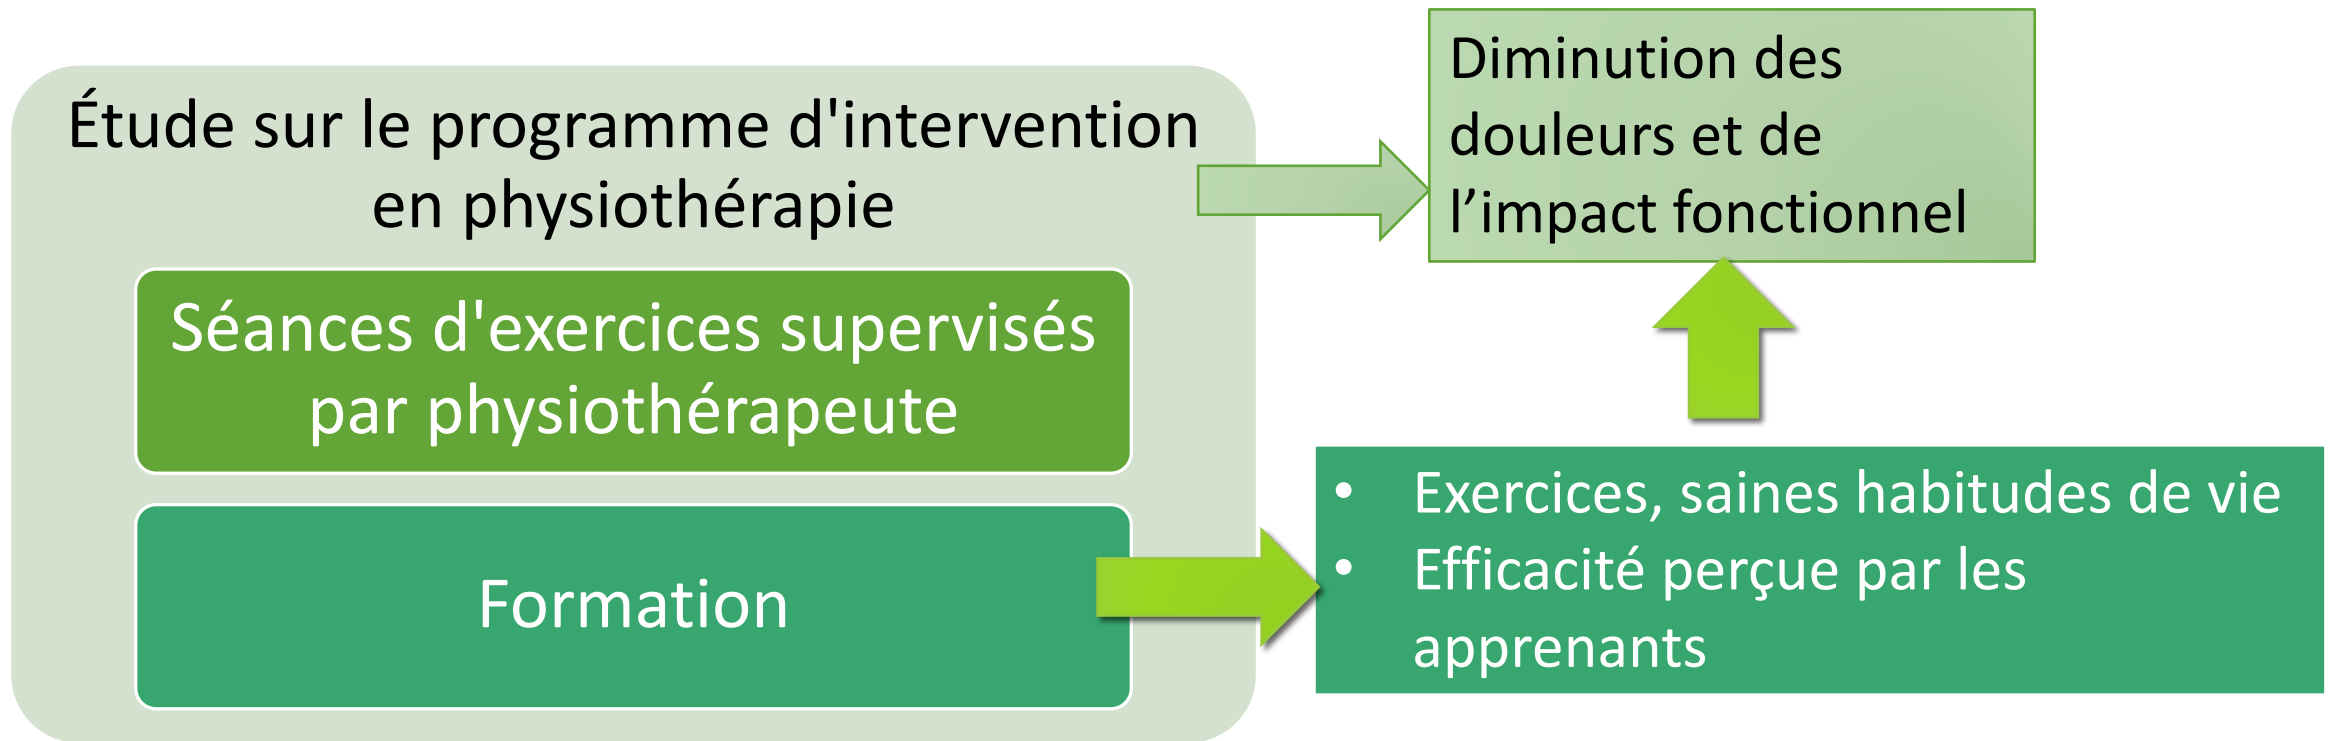 Étude sur le programme d'intervention
en physiothérapie
Séances d'exercices supervisés
par physiothérapeute
Formation
Diminution des
douleurs et de
l’impact fonctionnel
• Exercices, saines habitudes de vie
• Efficacité perçue par les
apprenants